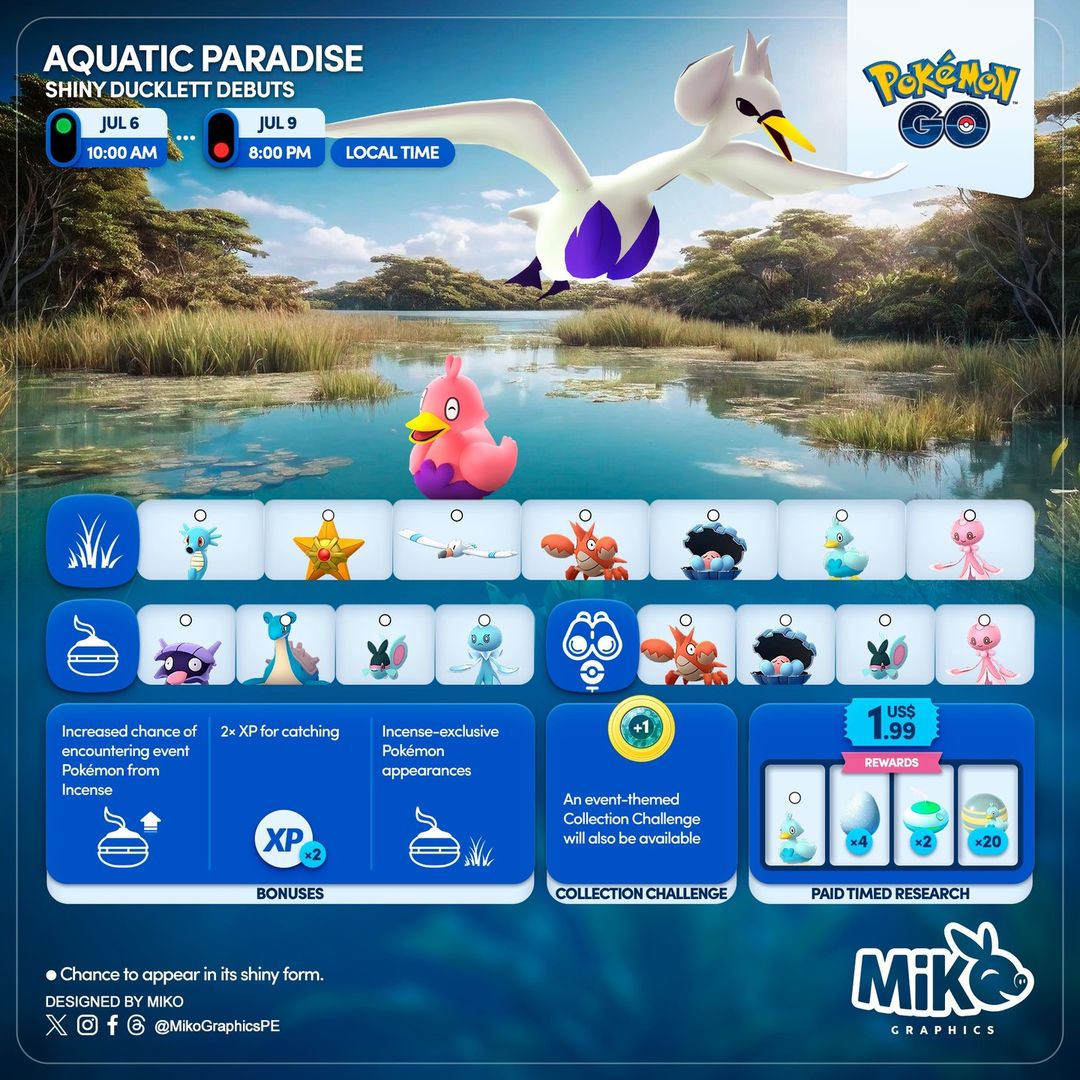 AQUATIC PARADISE
SHINY DUCKLETT DEBUTS
JUL 6
10:00 AM
...
JUL 9
8:00 PM
LOCAL TIME
POKéMON
GO
Increased chance of
encountering event
Pokémon from
Incense
2× XP for catching
XP
x2
Incense-exclusive
Pokémon
appearances
BONUSES
+1
An event-themed
Collection Challenge
will also be available
COLLECTION CHALLENGE
1 US$
.99
REWARDS
×4
×2
×20
PAID TIMED RESEARCH
Chance to appear in its shiny form.
DESIGNED BY MIKO
@MikoGraphicsPE
MiKO
GRAPHICS